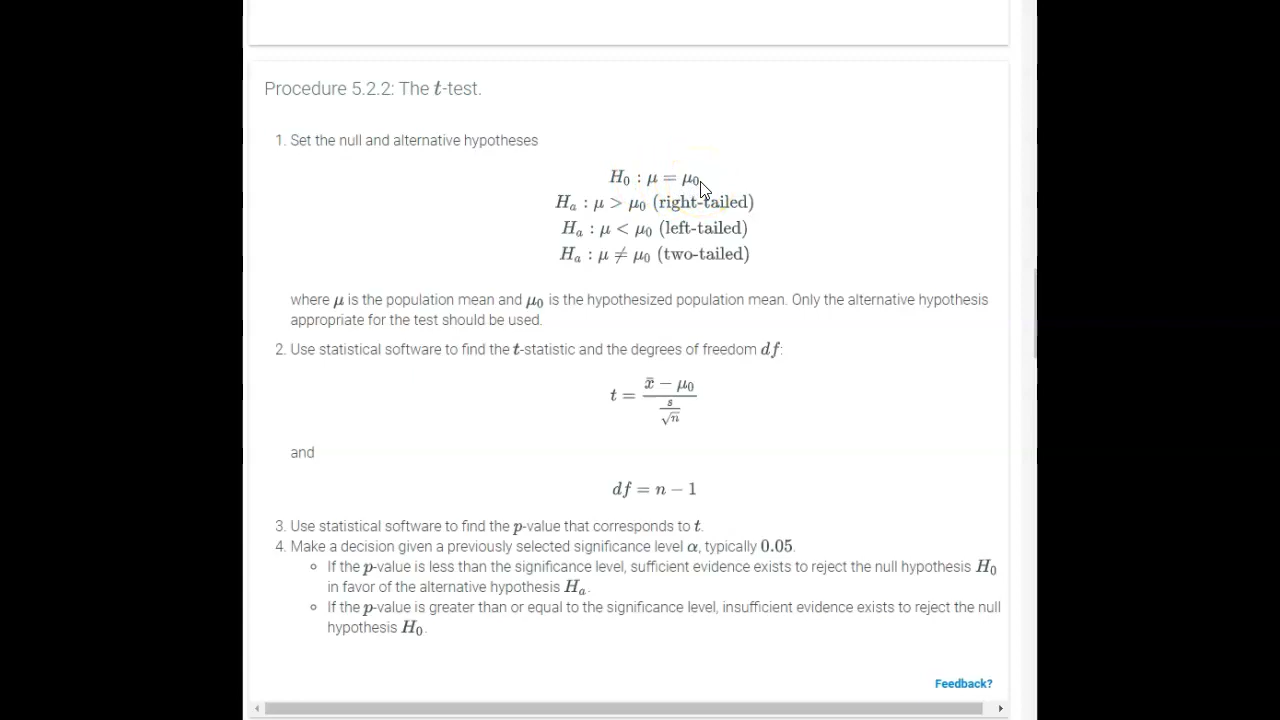 Procedure 5.2.2: The t-test.
1. Set the null and alternative hypotheses
H₀ : μ = μ₀
Hₐ : μ > μ₀ (right-tailed)
Hₐ : μ < μ₀ (left-tailed)
Hₐ : μ ≠ μ₀ (two-tailed)
where μ is the population mean and μ₀ is the hypothesized population mean. Only the alternative hypothesis
appropriate for the test should be used.
2. Use statistical software to find the t-statistic and the degrees of freedom df:
t = (x̄ − μ₀) / (s/√n)
and
df = n − 1
3. Use statistical software to find the p-value that corresponds to t.
4. Make a decision given a previously selected significance level α, typically 0.05.
∘ If the p-value is less than the significance level, sufficient evidence exists to reject the null hypothesis H₀
in favor of the alternative hypothesis Hₐ.
∘ If the p-value is greater than or equal to the significance level, insufficient evidence exists to reject the null
hypothesis H₀.
Feedback?